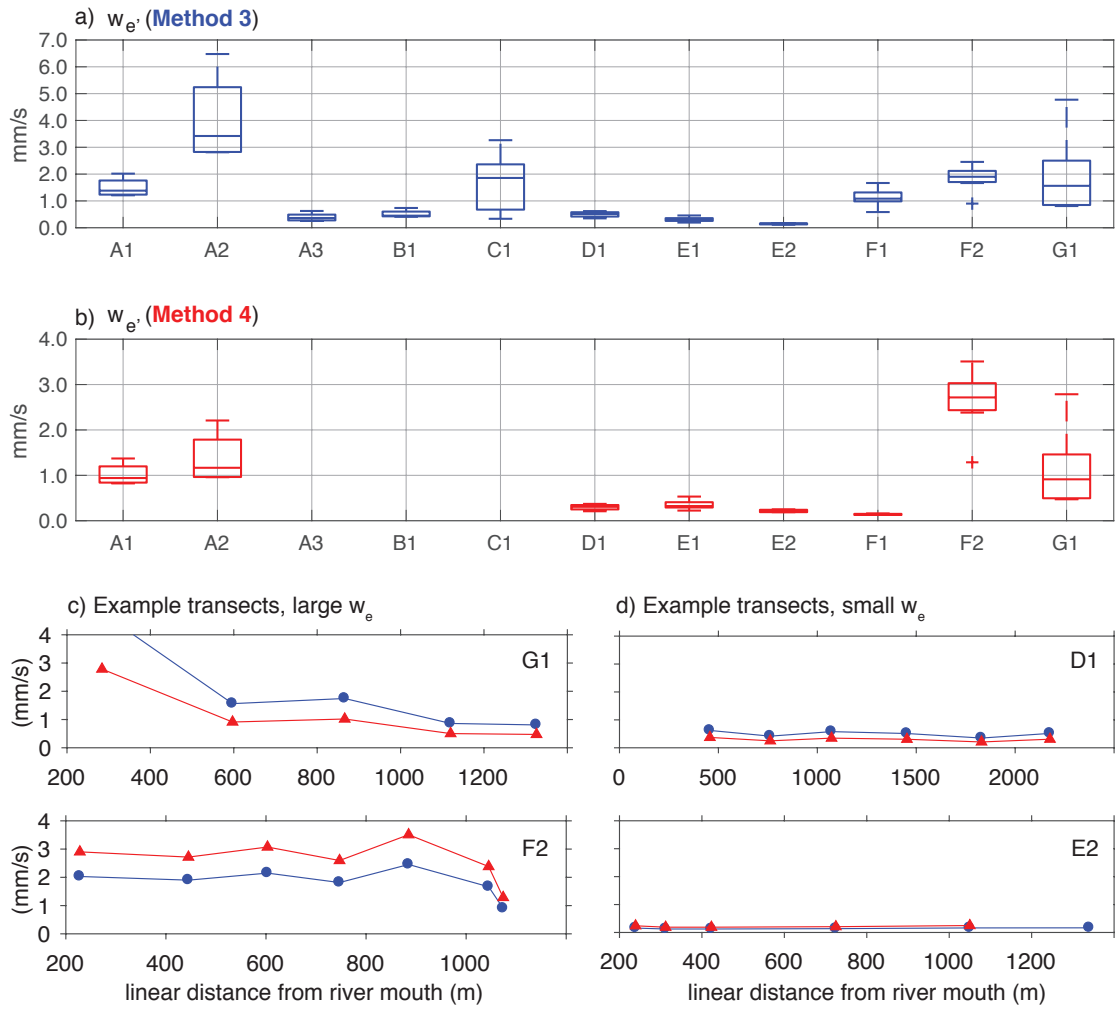 a) we' (Method 3)
7.0
6.0
5.0
4.0
3.0
2.0
1.0
0.0
mm/s
A1 A2 A3 B1 C1 D1 E1 E2 F1 F2 G1
b) we' (Method 4)
4.0
3.0
2.0
1.0
0.0
mm/s
A1 A2 A3 B1 C1 D1 E1 E2 F1 F2 G1
c) Example transects, large we
4
3
2
1
0
(mm/s)
G1
200 400 600 800 1000 1200
4
3
2
1
0
(mm/s)
F2
200 400 600 800 1000
linear distance from river mouth (m)
d) Example transects, small we
D1
0 500 1000 1500 2000
E2
200 400 600 800 1000 1200
linear distance from river mouth (m)